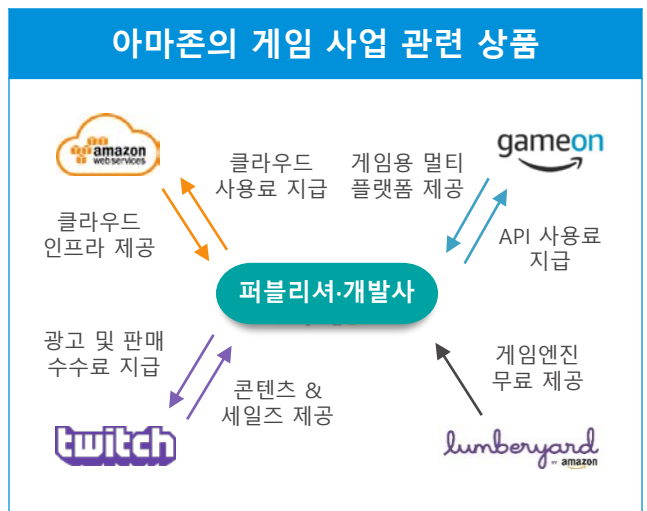 아마존의 게임 사업 관련 상품
amazon
webservices
클라우드
사용료 지급
게임용 멀티
플랫폼 제공
gameon
클라우드
인프라 제공
API 사용료
지급
퍼블리셔·개발사
광고 및 판매
수수료 지급
게임엔진
무료 제공
콘텐츠 &
세일즈 제공
twitch
lumberyard
BY amazon